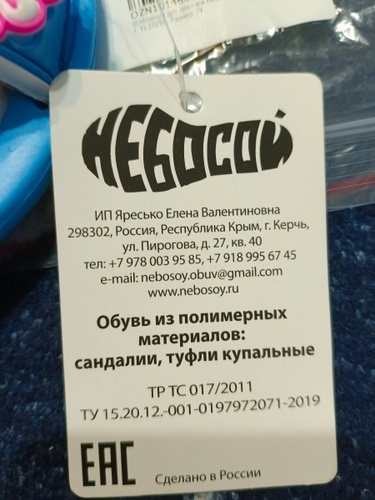 НЕБОСОЙ
ИП Яресько Елена Валентиновна
298302, Россия, Республика Крым, г. Керчь,
ул. Пирогова, д. 27, кв. 40
тел: +7 978 003 95 85, +7 918 995 67 45
e-mail: nebosoy.obuv@gmail.com
www.nebosoy.ru
Обувь из полимерных
материалов:
сандалии, туфли купальные
ТР ТС 017/2011
ТУ 15.20.12.-001-0197972071-2019
ЕАС
Сделано в России